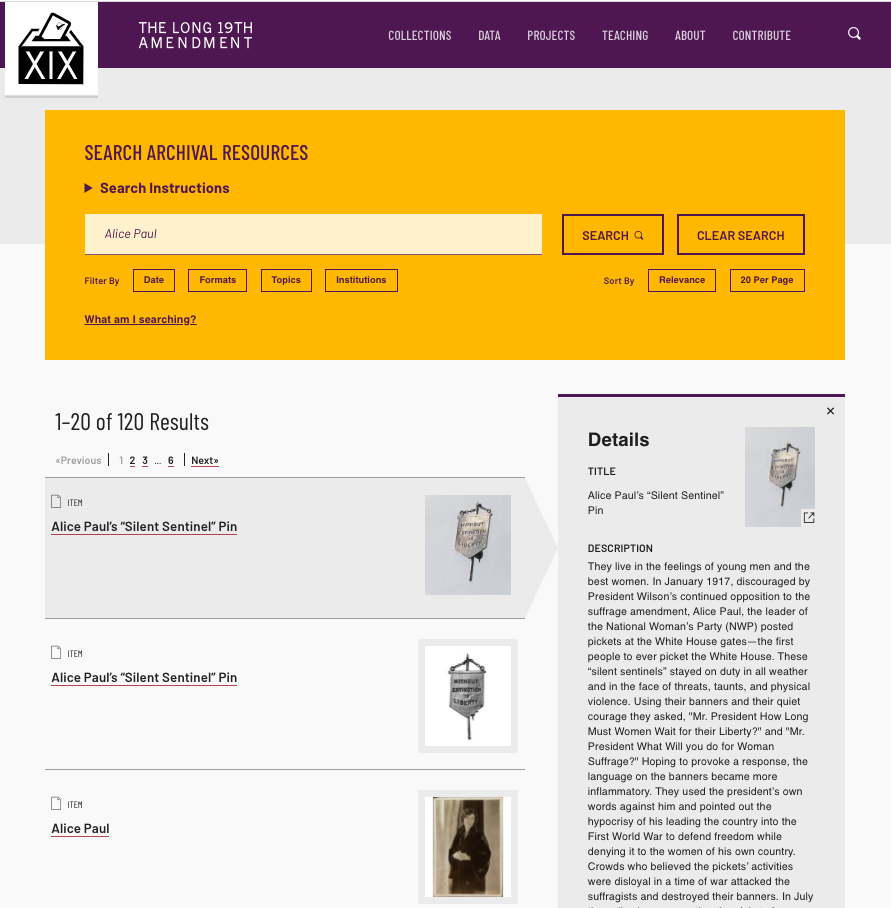 XIX
THE LONG 19TH
AMENDMENT
COLLECTIONS DATA PROJECTS TEACHING ABOUT CONTRIBUTE
SEARCH ARCHIVAL RESOURCES
Search Instructions
Alice Paul
SEARCH
CLEAR SEARCH
Filter By Date Formats Topics Institutions
Sort By Relevance 20 Per Page
What am I searching?
1–20 of 120 Results
«Previous 1 2 3 ... 6 Next»
ITEM
Alice Paul's “Silent Sentinel” Pin
WITHOUT
EXTINCTION
IS
LIBERTY
ITEM
Alice Paul's “Silent Sentinel” Pin
WITHOUT
EXTINCTION
IS
LIBERTY
ITEM
Alice Paul
×
Details
TITLE
Alice Paul's “Silent Sentinel”
Pin
DESCRIPTION
They live in the feelings of young men and the
best women. In January 1917, discouraged by
President Wilson's continued opposition to the
suffrage amendment, Alice Paul, the leader of
the National Woman's Party (NWP) posted
pickets at the White House gates—the first
people to ever picket the White House. These
“silent sentinels” stayed on duty in all weather
and in the face of threats, taunts, and physical
violence. Using their banners and their quiet
courage they asked, "Mr. President How Long
Must Women Wait for their Liberty?" and "Mr.
President What Will you do for Woman
Suffrage?" Hoping to provoke a response, the
language on the banners became more
inflammatory. They used the president's own
words against him and pointed out the
hypocrisy of his leading the country into the
First World War to defend freedom while
denying it to the women of his own country.
Crowds who believed the pickets' activities
were disloyal in a time of war attacked the
suffragists and destroyed their banners. In July